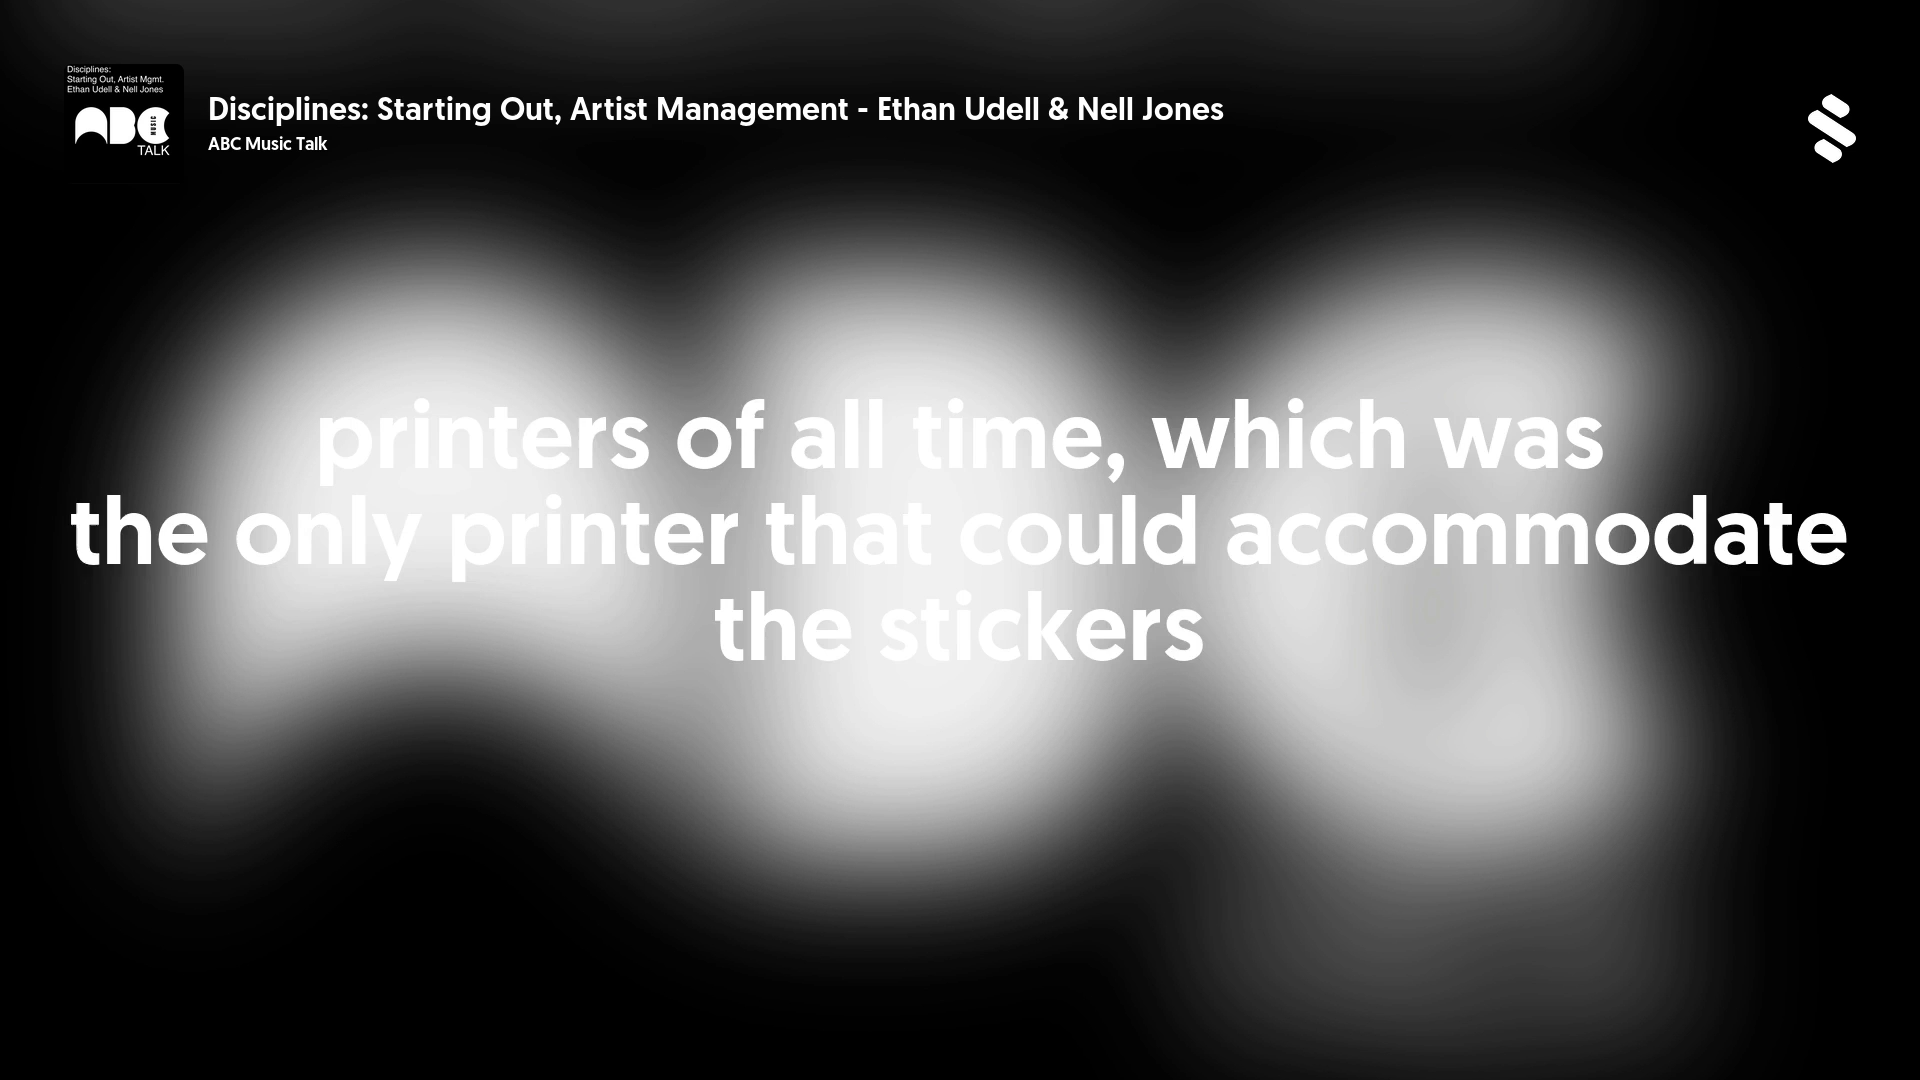 Disciplines:
Starting Out, Artist Mgmt.
Ethan Udell & Nell Jones
ABC MUSIC
TALK
Disciplines: Starting Out, Artist Management - Ethan Udell & Nell Jones
ABC Music Talk
printers of all time, which was
the only printer that could accommodate
the stickers